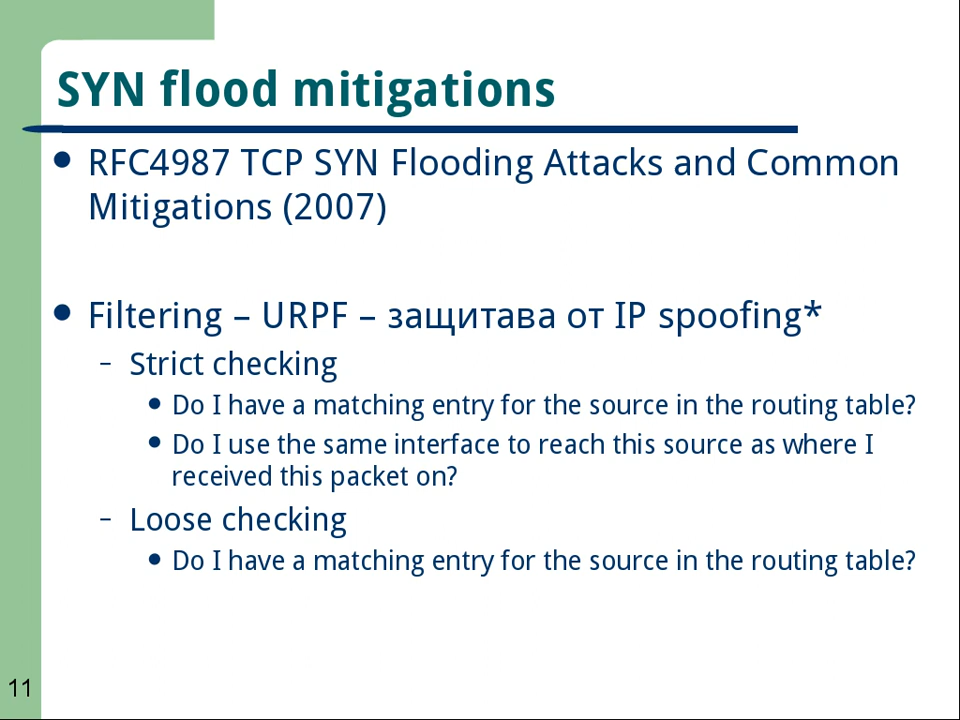 SYN flood mitigations
● RFC4987 TCP SYN Flooding Attacks and Common
Mitigations (2007)
● Filtering – URPF – защитава от IP spoofing*
– Strict checking
● Do I have a matching entry for the source in the routing table?
● Do I use the same interface to reach this source as where I
received this packet on?
– Loose checking
● Do I have a matching entry for the source in the routing table?
11